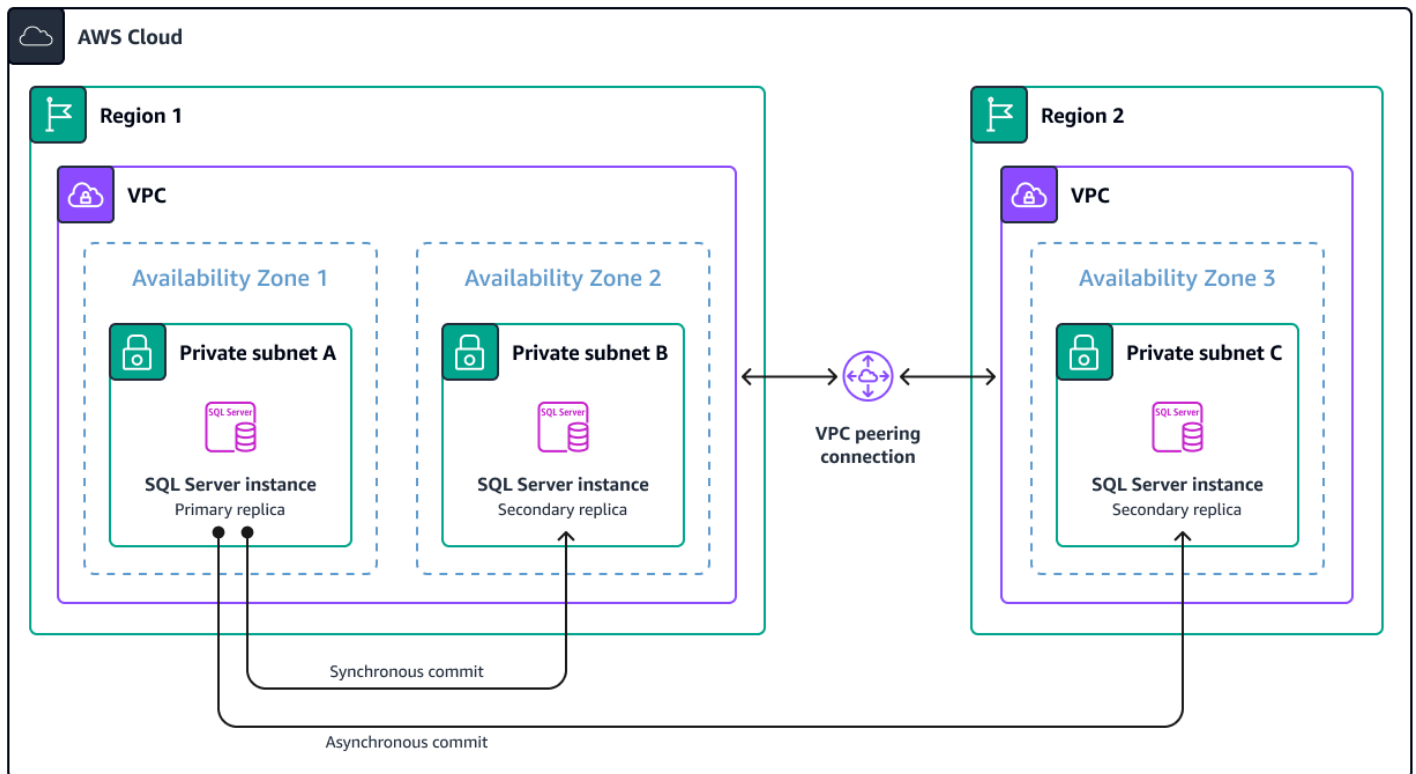 AWS Cloud
Region 1
Region 2
VPC
VPC
Availability Zone 1
Availability Zone 2
Availability Zone 3
Private subnet A
Private subnet B
Private subnet C
SQL Server
SQL Server
SQL Server
VPC peering
connection
SQL Server instance
Primary replica
SQL Server instance
Secondary replica
SQL Server instance
Secondary replica
Synchronous commit
Asynchronous commit